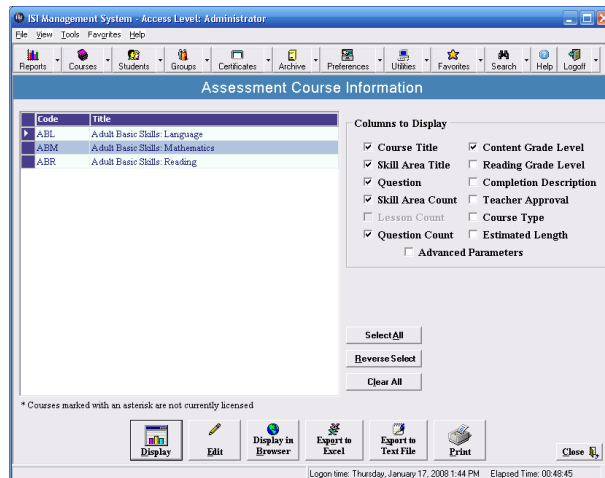 ISI Management System - Access Level: Administrator
File View Tools Favorites Help
Reports Courses Students Groups Certificates Archive Preferences Utilities Favorites Search Help Logoff
Assessment Course Information
Code Title
ABL Adult Basic Skills: Language
ABM Adult Basic Skills: Mathematics
ABR Adult Basic Skills: Reading
Columns to Display
Course Title Content Grade Level
Skill Area Title Reading Grade Level
Question Completion Description
Skill Area Count Teacher Approval
Lesson Count Course Type
Question Count Estimated Length
Advanced Parameters
Select All
Reverse Select
Clear All
* Courses marked with an asterisk are not currently licensed
Display Edit Display in Browser Export to Excel Export to Text File Print Close
Logon time: Thursday, January 17, 2008 1:44 PM Elapsed Time: 00:48:45